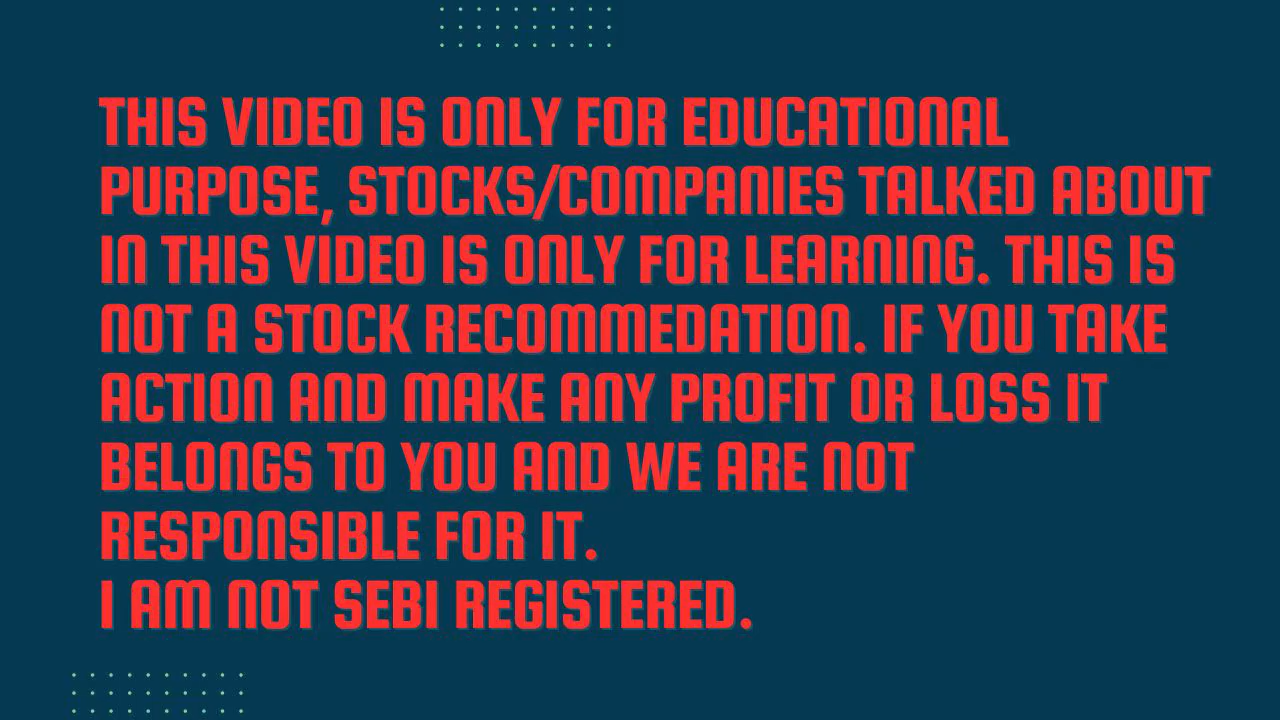 THIS VIDEO IS ONLY FOR EDUCATIONAL
PURPOSE, STOCKS/COMPANIES TALKED ABOUT
IN THIS VIDEO IS ONLY FOR LEARNING. THIS IS
NOT A STOCK RECOMMEDATION. IF YOU TAKE
ACTION AND MAKE ANY PROFIT OR LOSS IT
BELONGS TO YOU AND WE ARE NOT
RESPONSIBLE FOR IT.
I AM NOT SEBI REGISTERED.